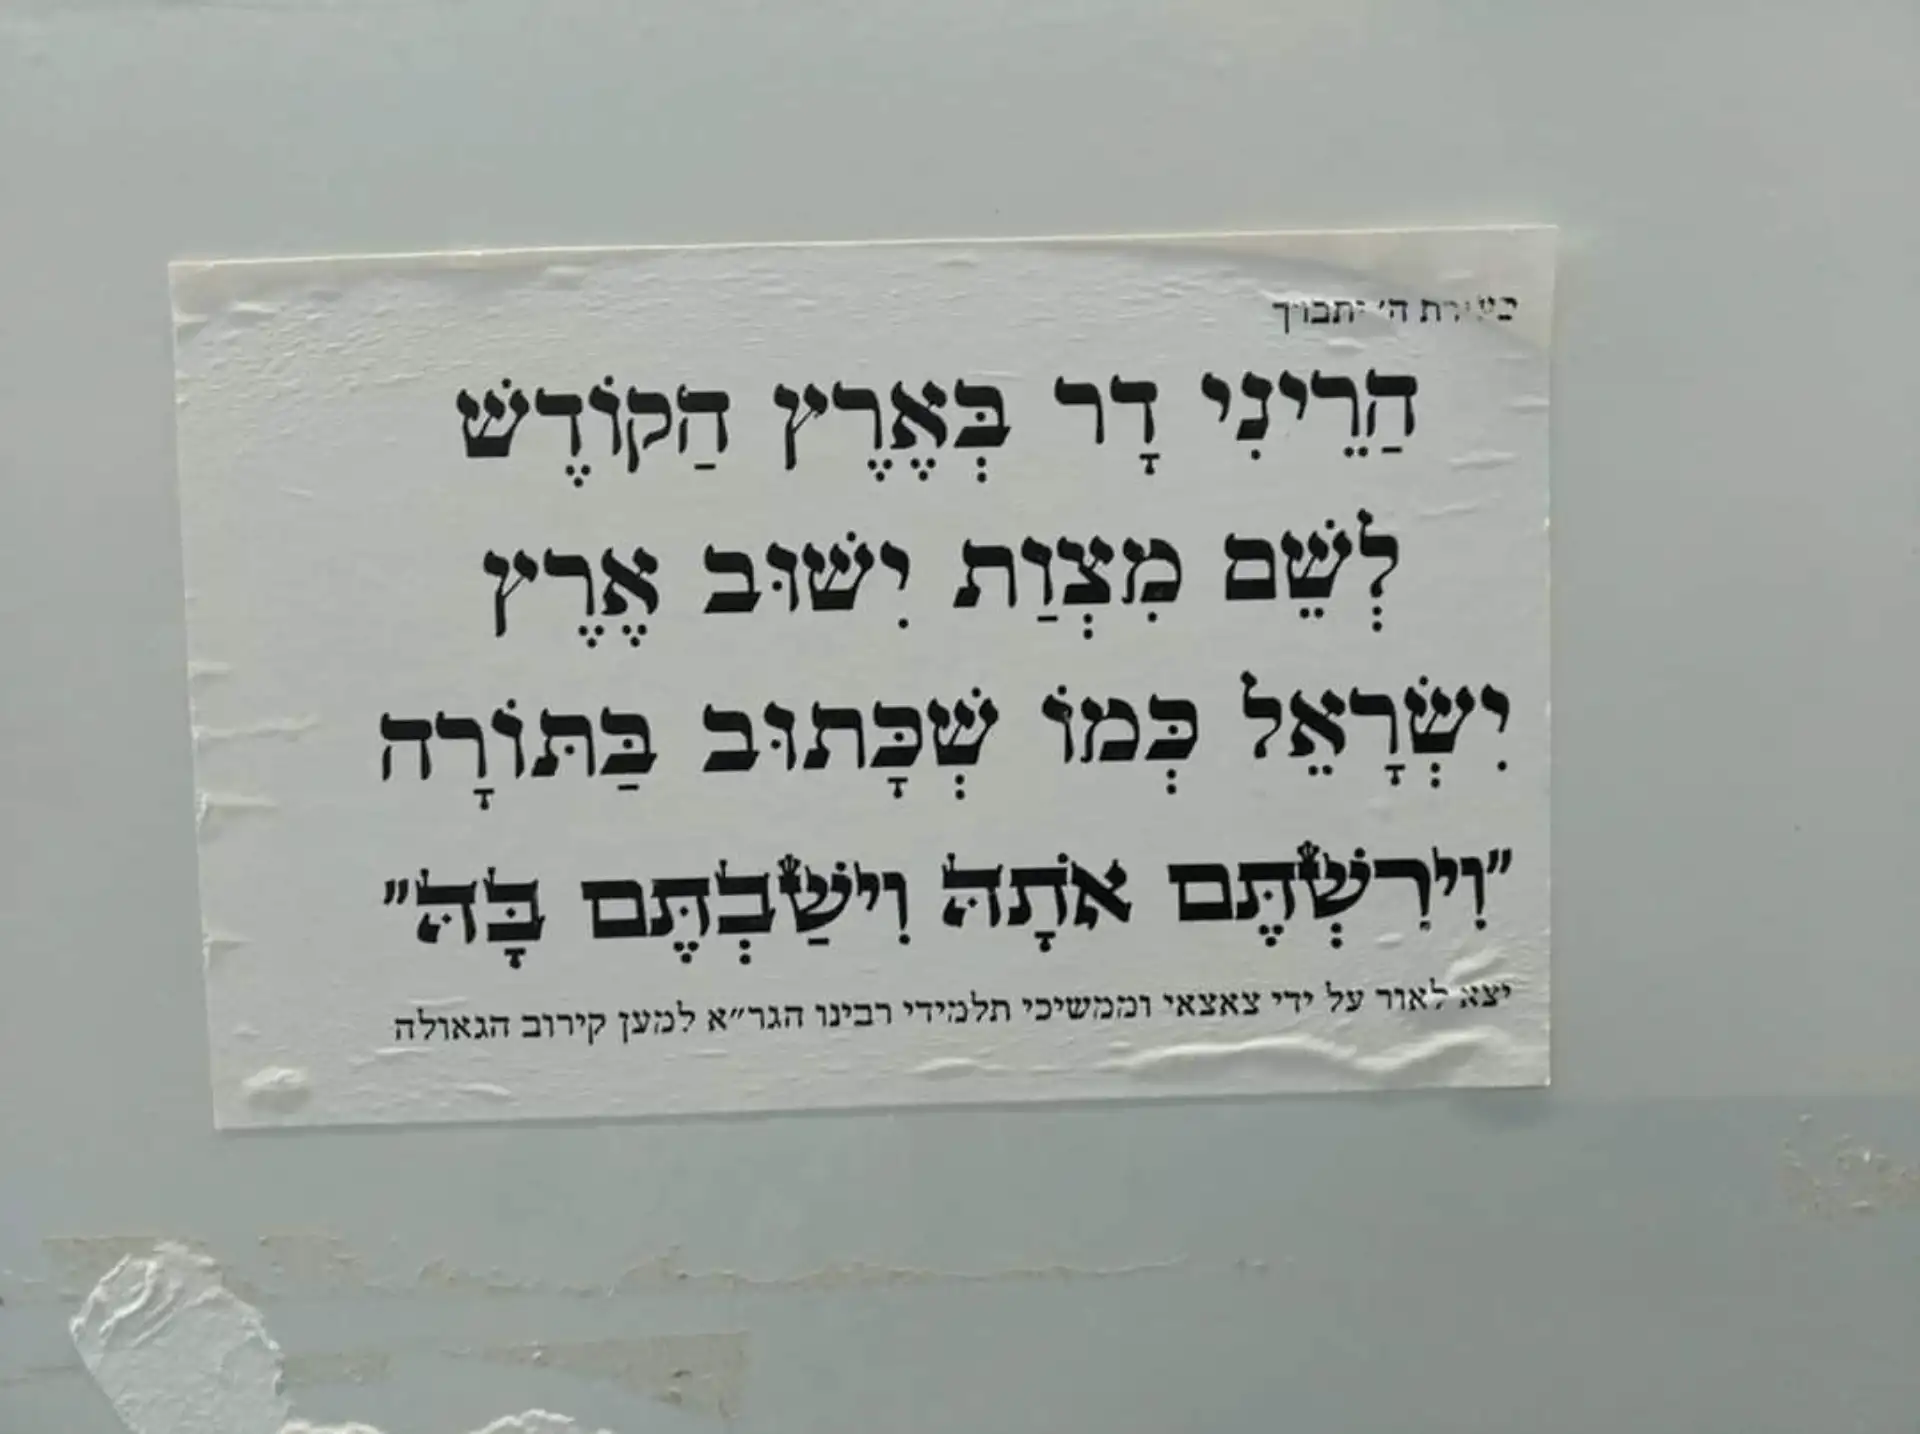 בעזרת ה׳ יתברך
הַרֵינִי דָר בְּאֶרֶץ הַקוֹדֶשׁ
לְשֵׁם מִצְוַת יִשׁוּב אֶרֶץ
יִשְׂרָאֵל כְּמוֹ שְׁכָּתוּב בַּתּוֹרָה
"וִירִשְׁתֶּם אֹתָהּ וִישַׁבְתֶּם בָּהּ"
יצא לאור על ידי צאצאי וממשיכי תלמידי רבינו הגר״א למען קירוב הגאולה